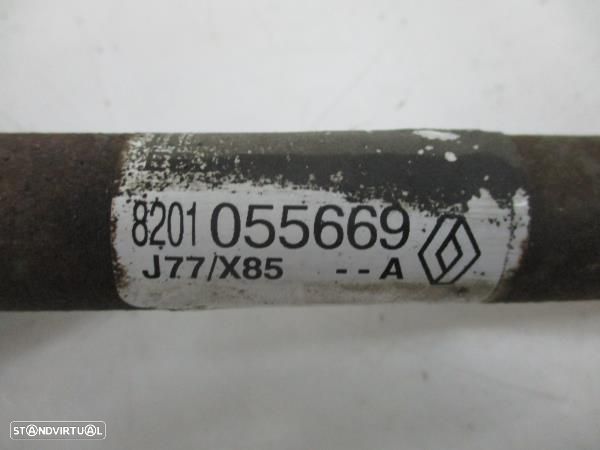 8201 055669
J77/X85 -- A
STANDVIRTUAL